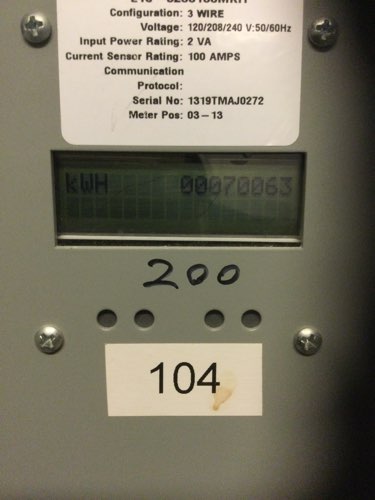 Configuration: 3 WIRE
Voltage: 120/208/240 V:50/60Hz
Input Power Rating: 2 VA
Current Sensor Rating: 100 AMPS
Communication
Protocol:
Serial No: 1319TMAJ0272
Meter Pos: 03-13
kWH 00070063
200
104